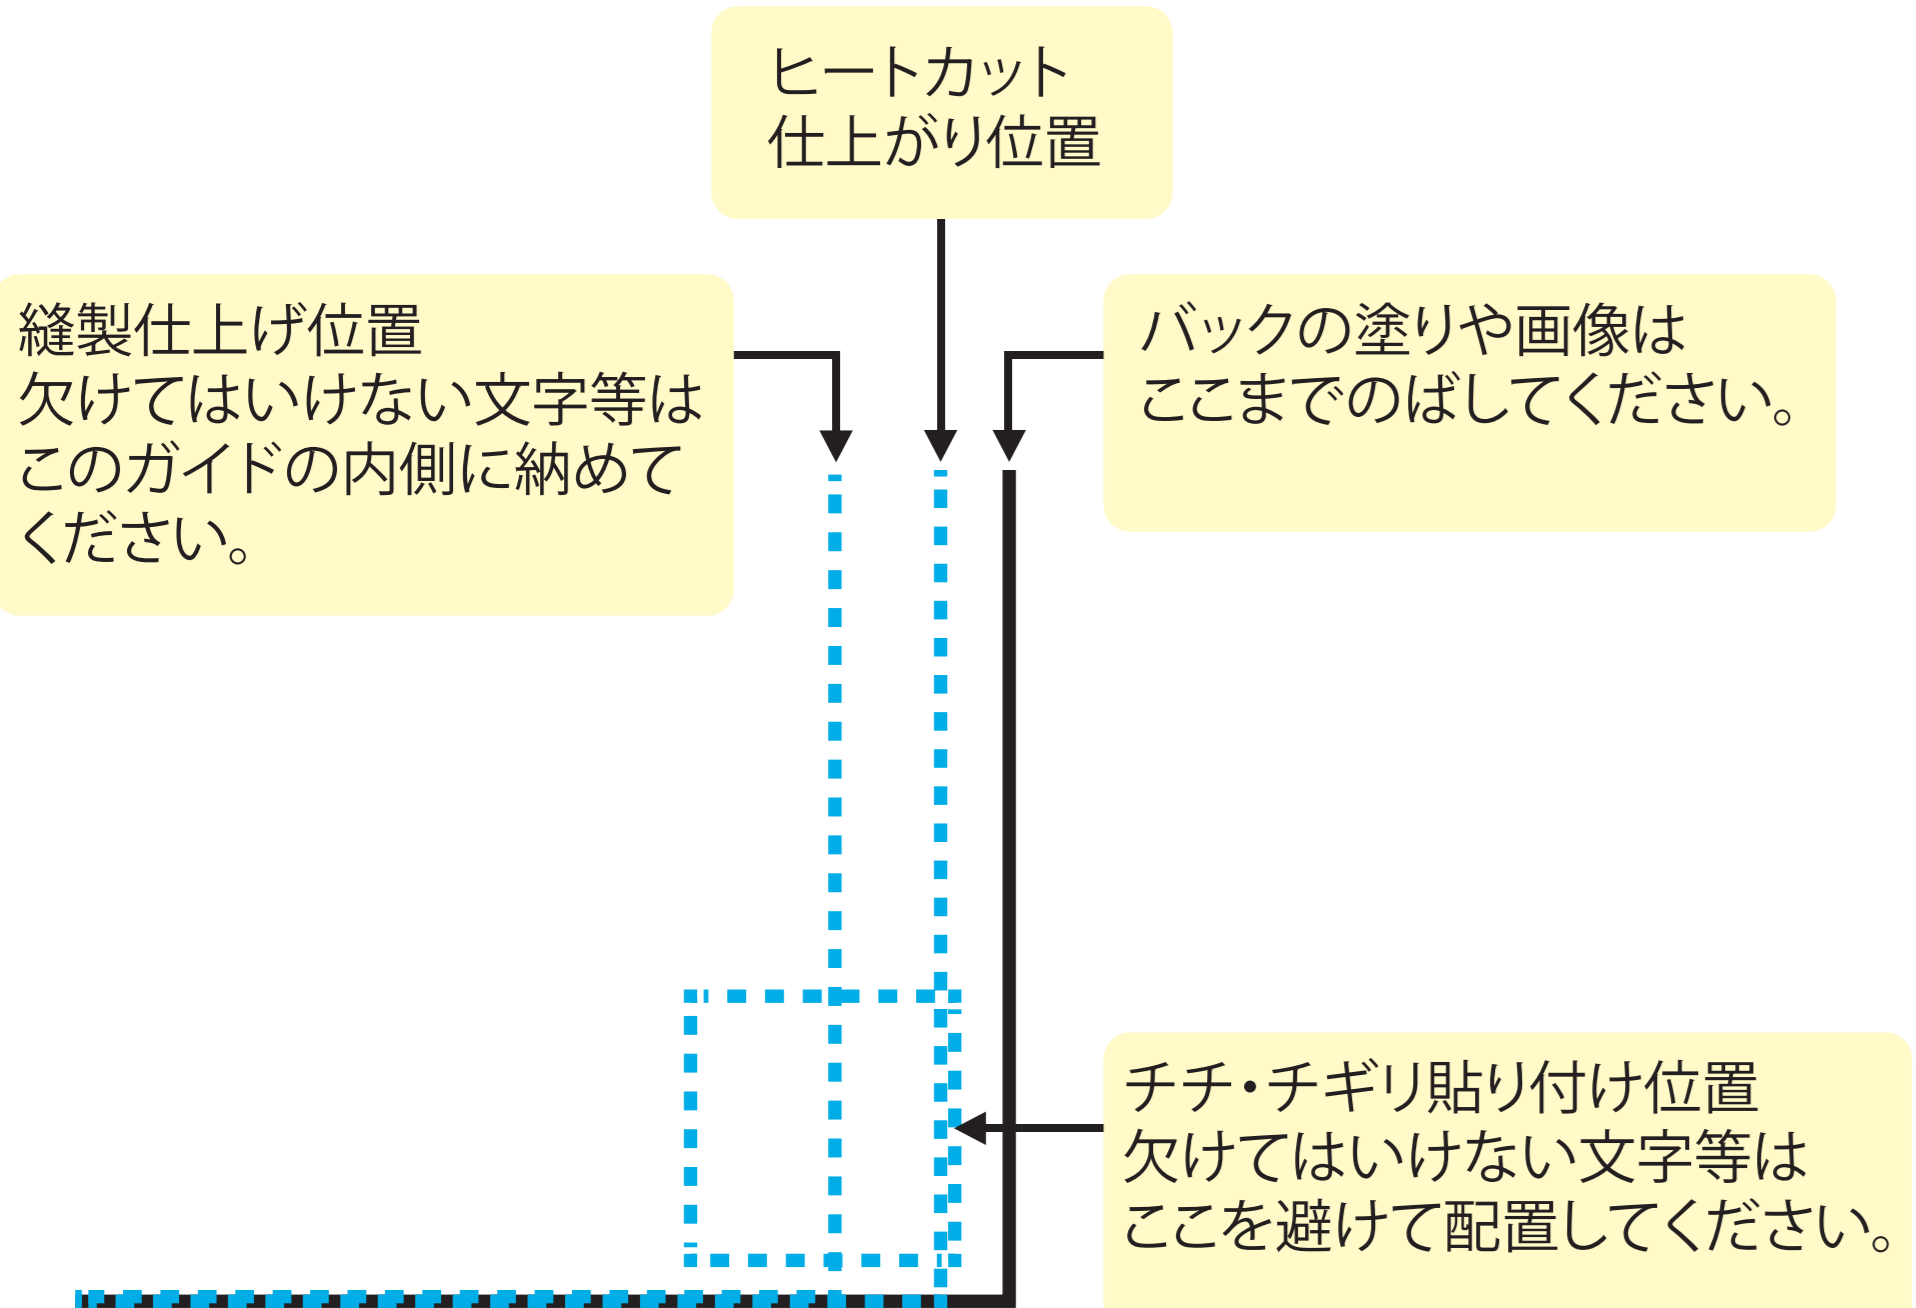 ヒートカット
仕上がり位置
縫製仕上げ位置
欠けてはいけない文字等は
このガイドの内側に納めて
ください。
バックの塗りや画像は
ここまでのばしてください。
チチ・チギリ貼り付け位置
欠けてはいけない文字等は
ここを避けて配置してください。